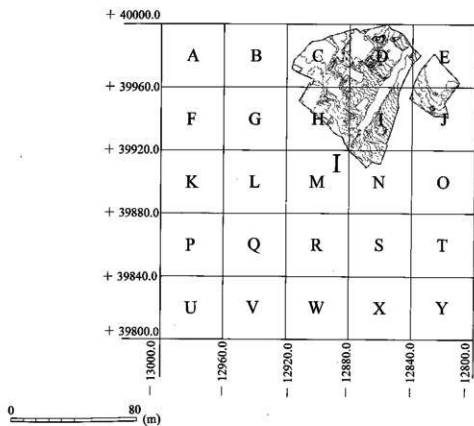 + 40000.0
A B C D E
+ 39960.0
F G H I J
+ 39920.0
I
K L M N O
+ 39880.0
P Q R S T
+ 39840.0
U V W X Y
+ 39800.0
— 13000.0
— 12960.0
— 12920.0
— 12880.0
— 12840.0
— 12800.0
0 80
(m)